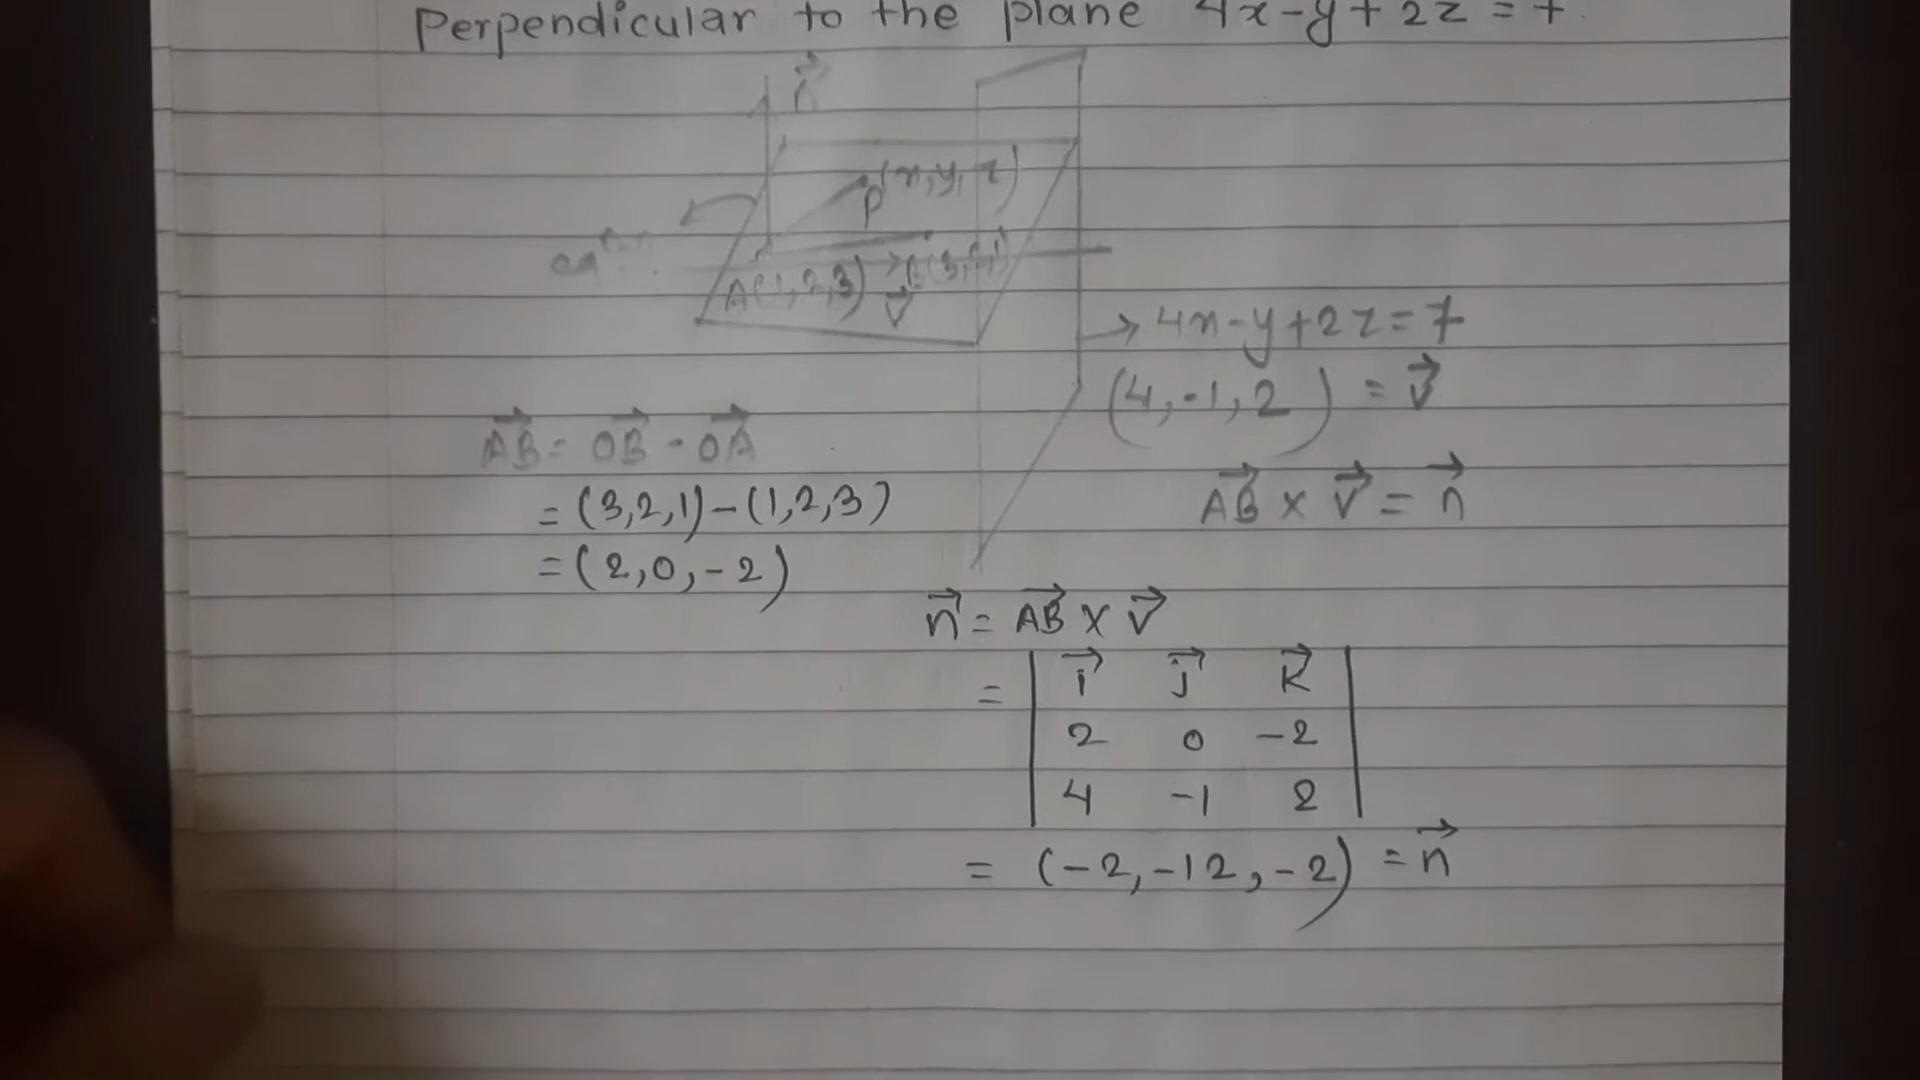 Perpendicular to the plane 4x-y+2z=7.
P(x,y,z)
A(1,2,3)
V⃗
→ 4x-y+2z=7
(4,-1,2) = V⃗
AB⃗ = OB⃗ - OA⃗
= (3,2,1)-(1,2,3)
= (2,0,-2)
AB⃗ × V⃗ = n⃗
n⃗ = AB⃗ × V⃗
= | i⃗ j⃗ k⃗ |
| 2 0 -2 |
| 4 -1 2 |
= (-2,-12,-2) = n⃗